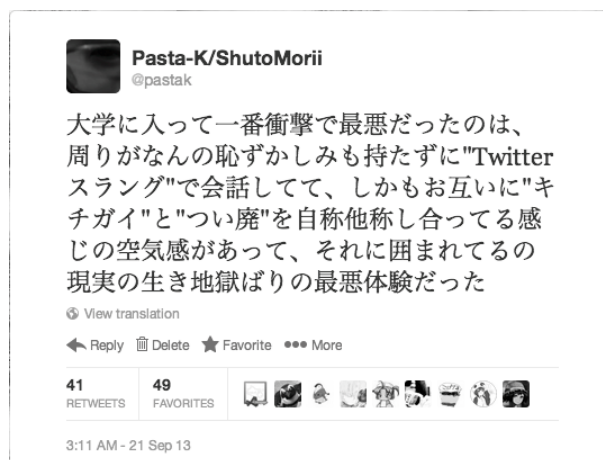 Pasta-K/ShutoMorii
@pastak
大学に入って一番衝撃で最悪だったのは、
周りがなんの恥ずかしみも持たずに"Twitter
スラング"で会話してて、しかもお互いに"キ
チガイ"と"つい廃"を自称他称し合ってる感
じの空気感があって、それに囲まれてるの
現実の生き地獄ばりの最悪体験だった
View translation
Reply Delete Favorite More
41 49
RETWEETS FAVORITES
3:11 AM - 21 Sep 13